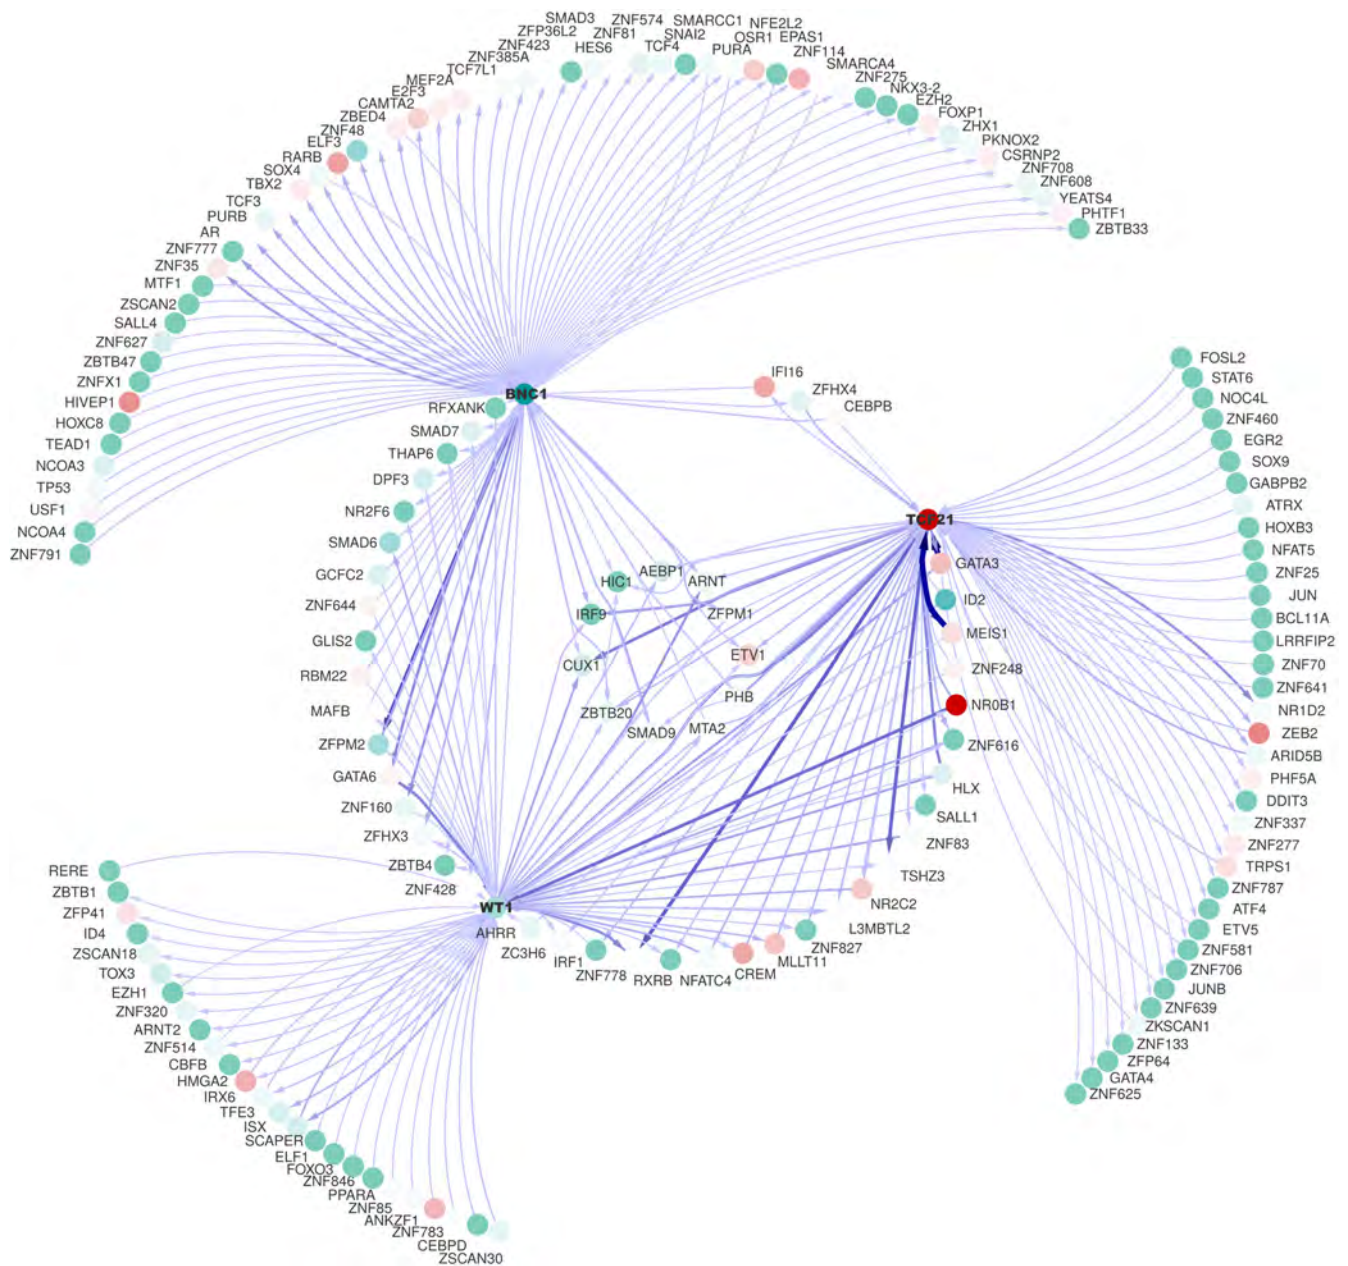 SMAD3
ZFP36L2
ZNF574
ZNF81
SMARCC1
SNAI2
NFE2L2
OSR1
EPAS1
ZNF423
HES6
TCF4
PURA
ZNF114
ZNF385A
TCF7L1
SMARCA4
MEF2A
ZNF275
E2F3
NKX3-2
CAMTA2
EZH2
ZBED4
FOXP1
ZNF48
ZHX1
ELF3
PKNOX2
RARB
CSRNP2
SOX4
ZNF708
TBX2
ZNF608
TCF3
YEATS4
PURB
PHTF1
AR
ZBTB33
ZNF777
ZNF35
MTF1
ZSCAN2
SALL4
ZNF627
ZBTB47
ZNFX1
HIVEP1
HOXC8
TEAD1
NCOA3
TP53
USF1
NCOA4
ZNF791
BNC1
IFI16
ZFHX4
CEBPB
RFXANK
SMAD7
THAP6
DPF3
NR2F6
SMAD6
GCFC2
ZNF644
GLIS2
RBM22
MAFB
ZFPM2
GATA6
ZNF160
ZFHX3
ZBTB4
ZNF428
WT1
HIC1
AEBP1
ARNT
IRF9
ZFPM1
CUX1
ETV1
PHB
ZBTB20
SMAD9
MTA2
TCF21
GATA3
ID2
MEIS1
ZNF248
NR0B1
ZNF616
HLX
SALL1
ZNF83
TSHZ3
NR2C2
L3MBTL2
ZNF827
MLLT11
CREM
NFATC4
RXRB
ZNF778
IRF1
ZC3H6
AHRR
FOSL2
STAT6
NOC4L
ZNF460
EGR2
SOX9
GABPB2
ATRX
HOXB3
NFAT5
ZNF25
JUN
BCL11A
LRRFIP2
ZNF70
ZNF641
NR1D2
ZEB2
ARID5B
PHF5A
DDIT3
ZNF337
ZNF277
TRPS1
ZNF787
ATF4
ETV5
ZNF581
ZNF706
JUNB
ZNF639
ZKSCAN1
ZNF133
ZFP64
GATA4
ZNF625
RERE
ZBTB1
ZFP41
ID4
ZSCAN18
TOX3
EZH1
ZNF320
ARNT2
ZNF514
CBFB
HMGA2
IRX6
TFE3
ISX
SCAPER
ELF1
FOXO3
ZNF846
PPARA
ZNF85
ANKZF1
ZNF783
CEBPD
ZSCAN30